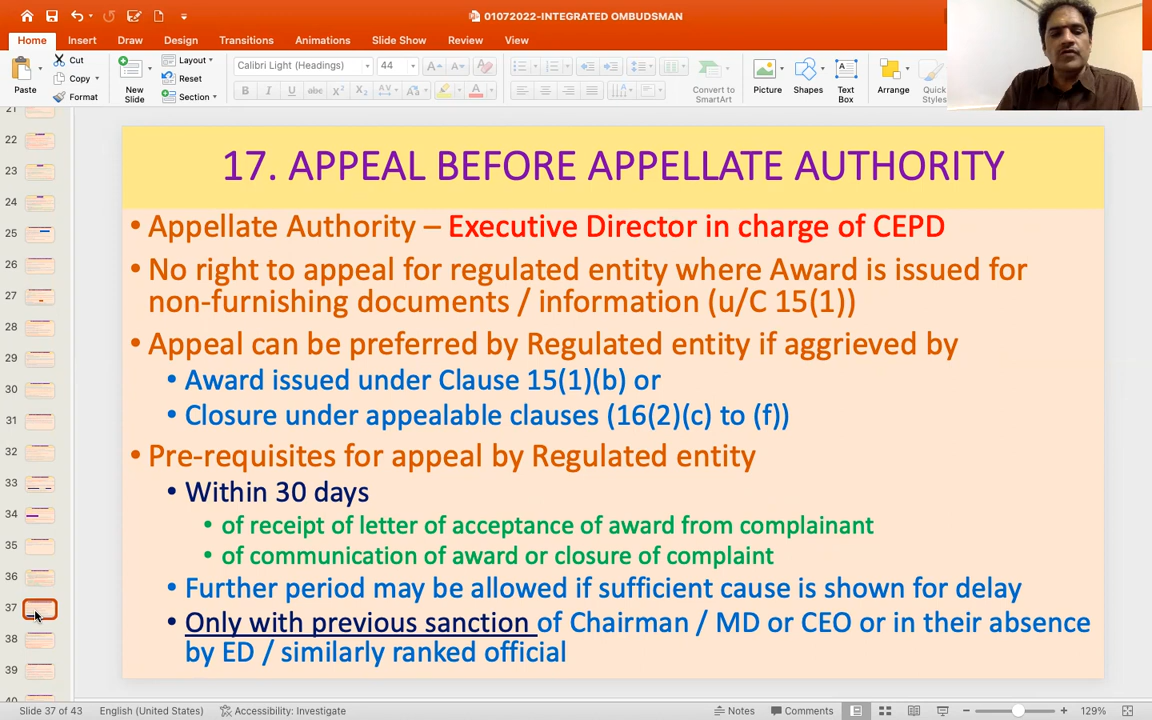 01072022-INTEGRATED OMBUDSMAN
Home Insert Draw Design Transitions Animations Slide Show Review View
Paste Cut Copy Format New Slide Layout Reset Section Calibri Light (Headings) 44 Convert to SmartArt Picture Shapes Text Box Arrange Quick Styles
17. APPEAL BEFORE APPELLATE AUTHORITY
• Appellate Authority – Executive Director in charge of CEPD
• No right to appeal for regulated entity where Award is issued for
non-furnishing documents / information (u/C 15(1))
• Appeal can be preferred by Regulated entity if aggrieved by
• Award issued under Clause 15(1)(b) or
• Closure under appealable clauses (16(2)(c) to (f))
• Pre-requisites for appeal by Regulated entity
• Within 30 days
• of receipt of letter of acceptance of award from complainant
• of communication of award or closure of complaint
• Further period may be allowed if sufficient cause is shown for delay
• Only with previous sanction of Chairman / MD or CEO or in their absence
by ED / similarly ranked official
21
22
23
24
25
26
27
28
29
30
31
32
33
34
35
36
37
38
39
40
Slide 37 of 43 English (United States) Accessibility: Investigate Notes Comments 129%